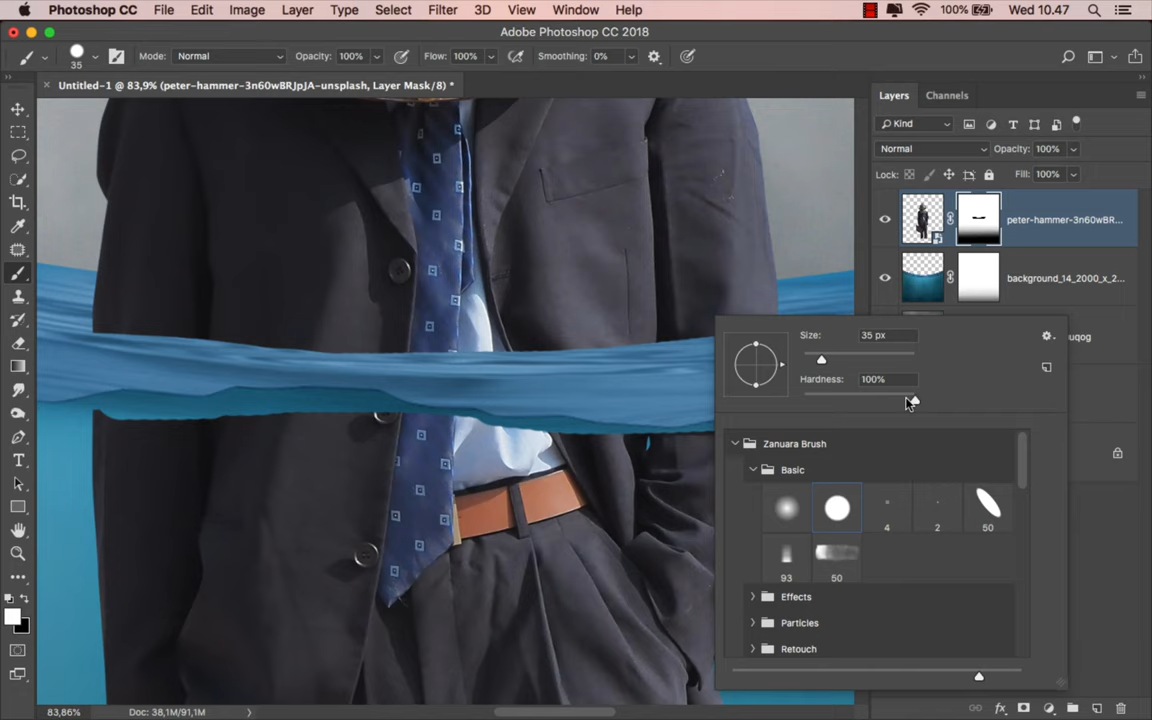 Photoshop CC File Edit Image Layer Type Select Filter 3D View Window Help 100% Wed 10.47
Adobe Photoshop CC 2018
35 Mode: Normal Opacity: 100% Flow: 100% Smoothing: 0%
Untitled-1 @ 83,9% (peter-hammer-3n60wBRJpJA-unsplash, Layer Mask/8) *
Layers Channels
Kind
Normal Opacity: 100%
Lock: Fill: 100%
peter-hammer-3n60wBR...
background_14_2000_x_2...
uqog
Size: 35 px
Hardness: 100%
Zanuara Brush
Basic
4 2 50
93 50
Effects
Particles
Retouch
83,86% Doc: 38,1M/91,1M